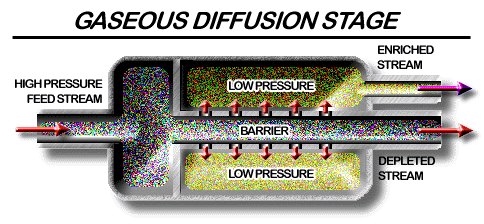 GASEOUS DIFFUSION STAGE
ENRICHED
STREAM
HIGH PRESSURE
FEED STREAM
LOW PRESSURE
BARRIER
LOW PRESSURE
DEPLETED
STREAM